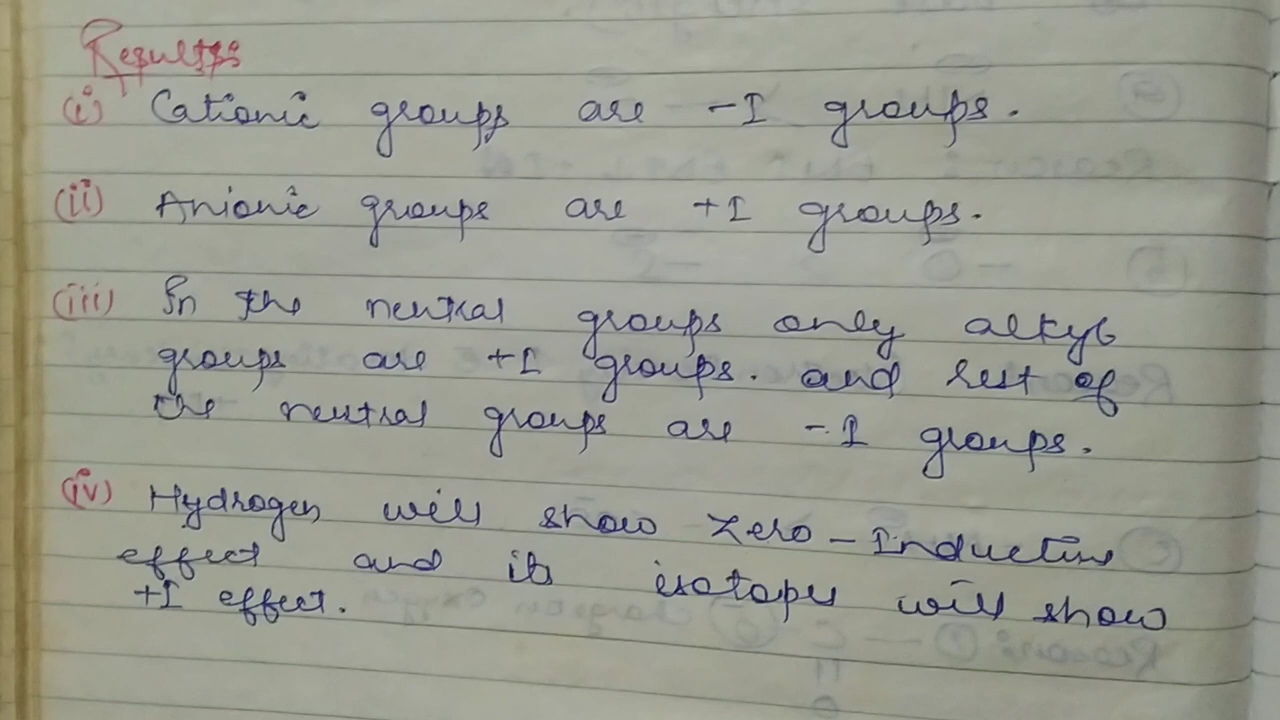 Results
(i) Cationic groups are -I groups.
(ii) Anionic groups are +I groups.
(iii) In the neutral groups only alkyl
groups are +I groups. and rest of
the neutral groups are -I groups.
(iv) Hydrogen will show zero-Inductive
effect and its isotopes will show
+I effect.